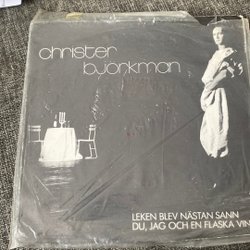 christer
björkman
LEKEN BLEV NÄSTAN SANN
DU, JAG OCH EN FLASKA VIN